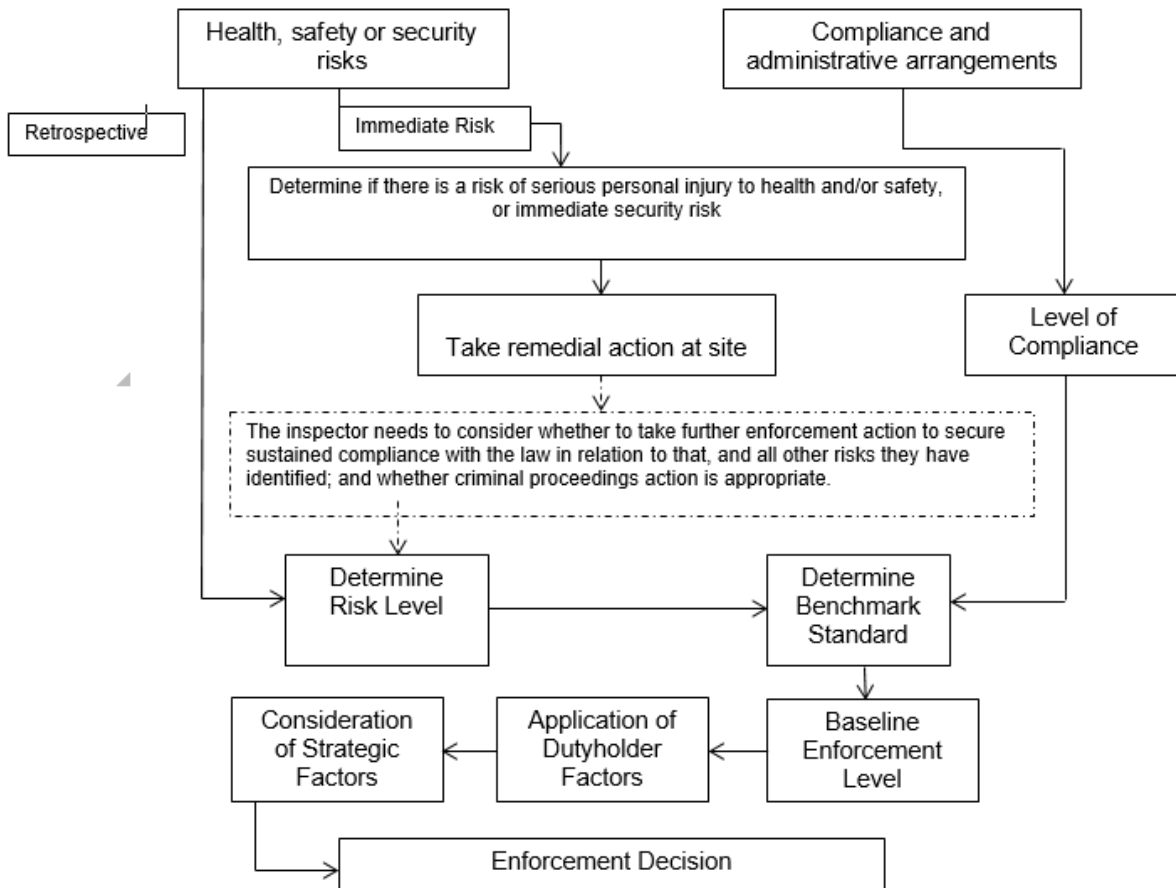 Health, safety or security
risks
Compliance and
administrative arrangements
Retrospective
Immediate Risk
Determine if there is a risk of serious personal injury to health and/or safety,
or immediate security risk
Take remedial action at site
Level of
Compliance
The inspector needs to consider whether to take further enforcement action to secure
sustained compliance with the law in relation to that, and all other risks they have
identified; and whether criminal proceedings action is appropriate.
Determine
Risk Level
Determine
Benchmark
Standard
Consideration
of Strategic
Factors
Application of
Dutyholder
Factors
Baseline
Enforcement
Level
Enforcement Decision